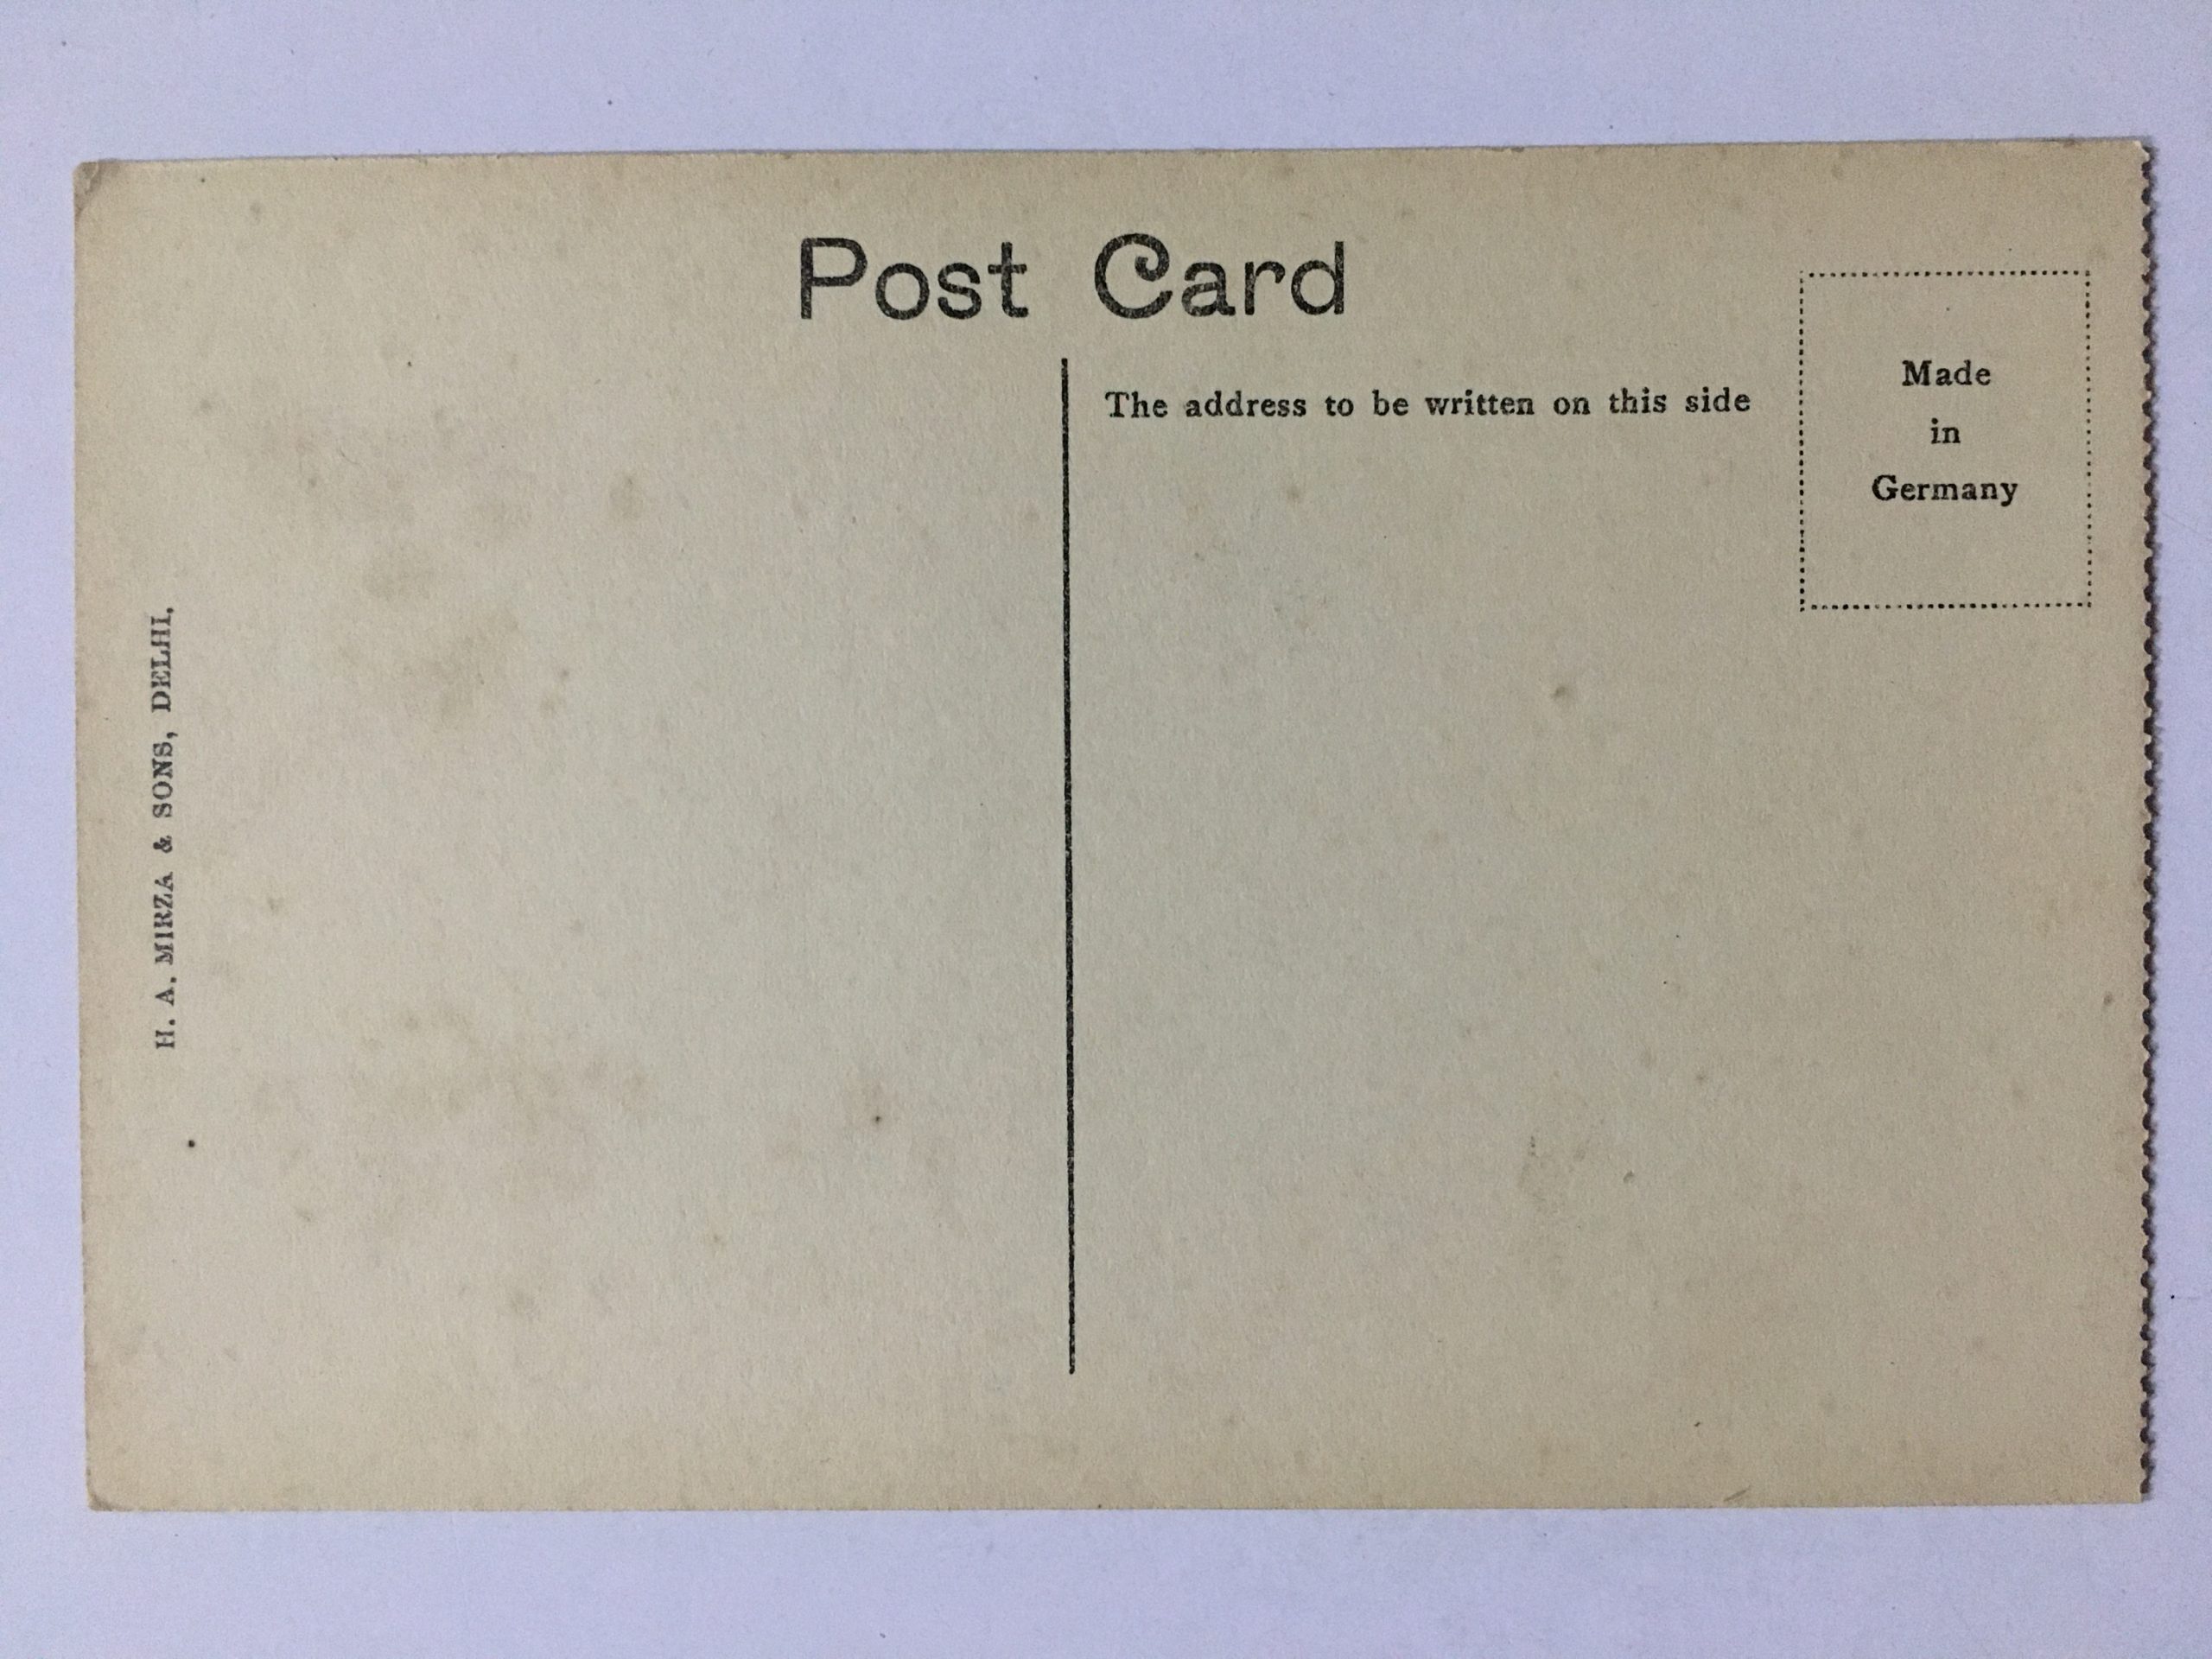 Post Card
The address to be written on this side
Made
in
Germany
H. A. MIRZA & SONS, DELHI.